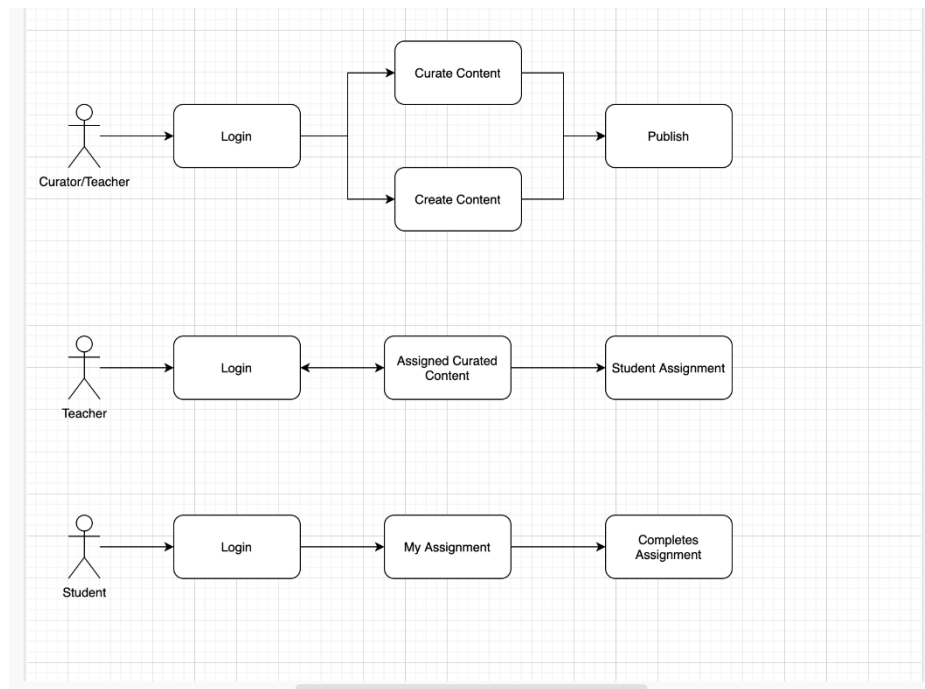 Curate Content
Login
Publish
Curator/Teacher
Create Content
Login
Assigned Curated
Content
Student Assignment
Teacher
Login
My Assignment
Completes
Assignment
Student